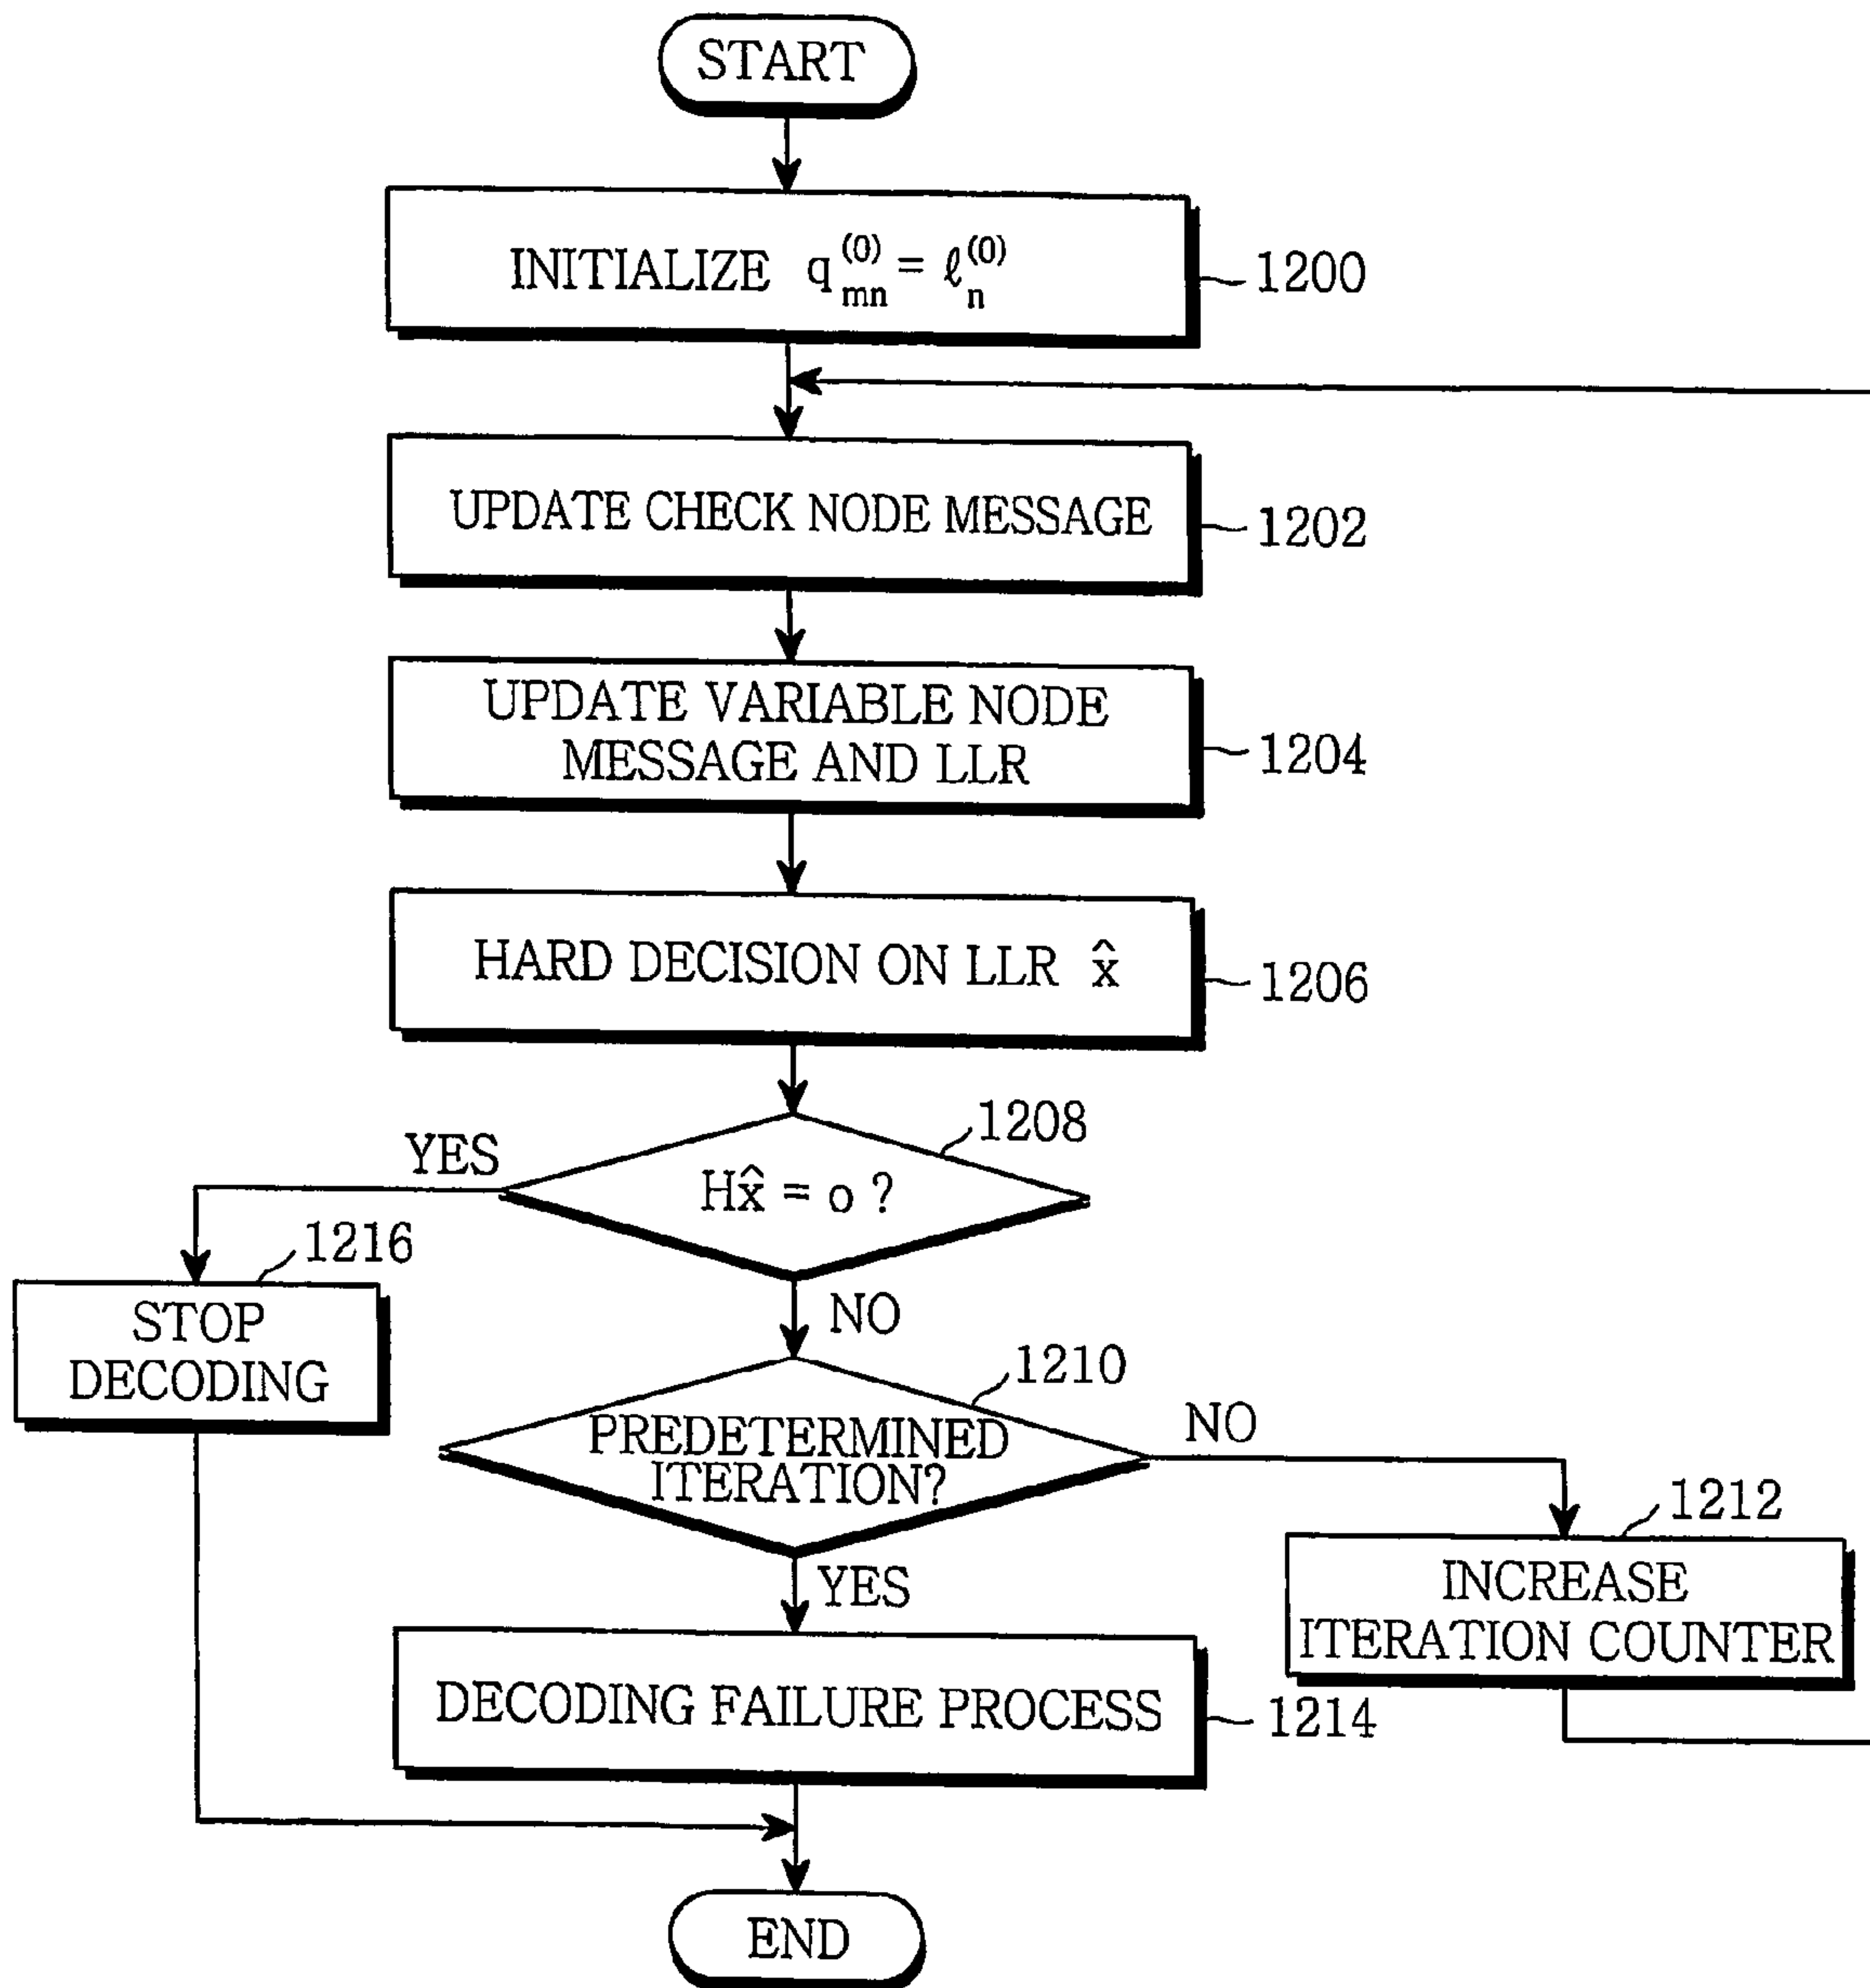 START
INITIALIZE q_mn^(0) = ℓ_n^(0)
1200
UPDATE CHECK NODE MESSAGE
1202
UPDATE VARIABLE NODE
MESSAGE AND LLR
1204
HARD DECISION ON LLR x̂
1206
1208
YES
Hx̂ = o ?
1216
STOP
DECODING
NO
1210
PREDETERMINED
ITERATION?
NO
1212
INCREASE
ITERATION COUNTER
YES
DECODING FAILURE PROCESS
1214
END